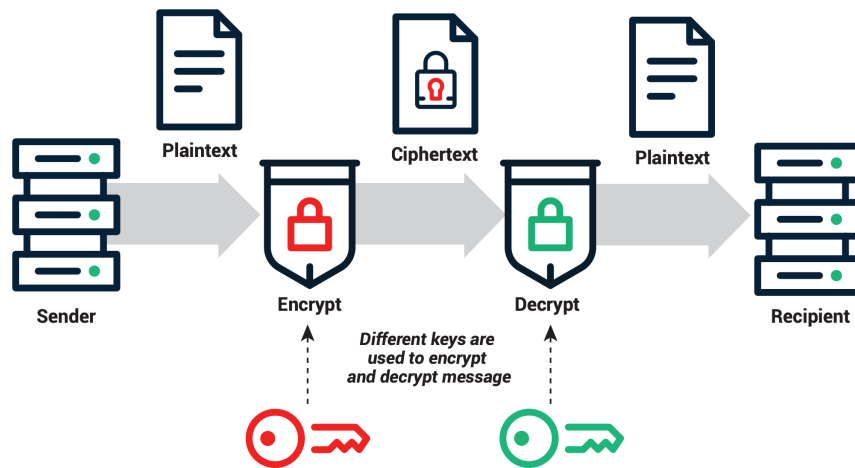 Plaintext
Ciphertext
Plaintext
Sender
Encrypt
Decrypt
Recipient
Different keys are
used to encrypt
and decrypt message